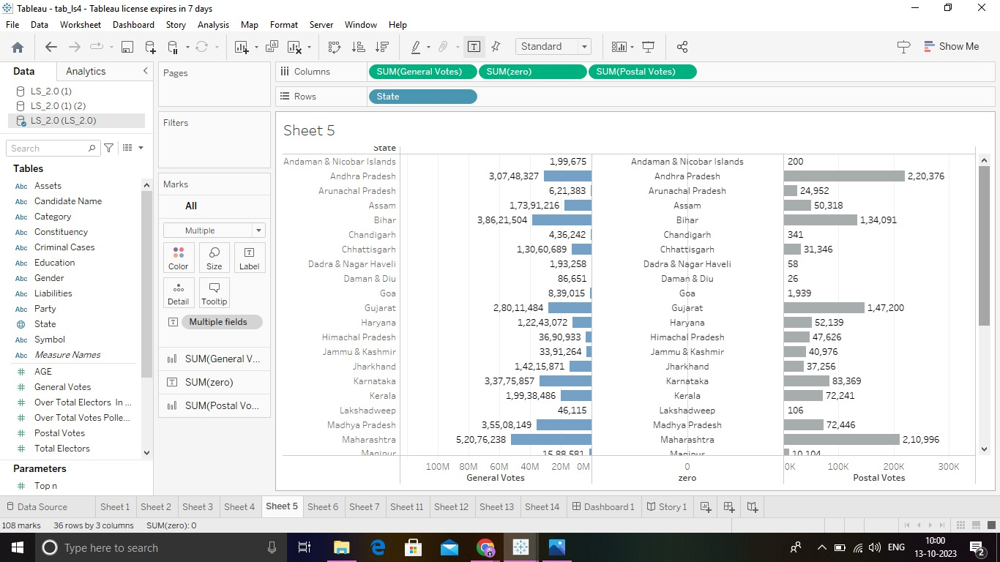 Tableau - tab_ls4 - Tableau license expires in 7 days
File Data Worksheet Dashboard Story Analysis Map Format Server Window Help
Standard
Show Me
Data Analytics
LS_2.0 (1)
LS_2.0 (1) (2)
LS_2.0 (LS_2.0)
Search
Tables
Abc Assets
Abc Candidate Name
Abc Category
Abc Constituency
Abc Criminal Cases
Abc Education
Abc Gender
Abc Liabilities
Abc Party
State
Abc Symbol
Abc Measure Names
AGE
General Votes
Over Total Electors In ...
Over Total Votes Polle...
Postal Votes
Total Electors
Parameters
Top n
Pages
Filters
Marks
All
Multiple
Color Size Label
Detail Tooltip
Multiple fields
SUM(General V...
SUM(zero)
SUM(Postal Vo...
Columns SUM(General Votes) SUM(zero) SUM(Postal Votes)
Rows State
Sheet 5
State
Andaman & Nicobar Islands 1,99,675 Andaman & Nicobar Islands 200
Andhra Pradesh 3,07,48,327 Andhra Pradesh 2,20,376
Arunachal Pradesh 6,21,383 Arunachal Pradesh 24,952
Assam 1,73,91,216 Assam 50,318
Bihar 3,86,21,504 Bihar 1,34,091
Chandigarh 4,36,242 Chandigarh 341
Chhattisgarh 1,30,60,689 Chhattisgarh 31,346
Dadra & Nagar Haveli 1,93,258 Dadra & Nagar Haveli 58
Daman & Diu 86,651 Daman & Diu 26
Goa 8,39,015 Goa 1,939
Gujarat 2,80,11,484 Gujarat 1,47,200
Haryana 1,22,43,072 Haryana 52,139
Himachal Pradesh 36,90,933 Himachal Pradesh 47,626
Jammu & Kashmir 33,91,264 Jammu & Kashmir 40,976
Jharkhand 1,42,15,871 Jharkhand 37,256
Karnataka 3,37,75,857 Karnataka 83,369
Kerala 1,99,38,486 Kerala 72,241
Lakshadweep 46,115 Lakshadweep 106
Madhya Pradesh 3,55,08,149 Madhya Pradesh 72,446
Maharashtra 5,20,76,238 Maharashtra 2,10,996
Manipur 15,88,581 Manipur 10,104
100M 80M 60M 40M 20M 0M 0 0K 100K 200K 300K
General Votes zero Postal Votes
Data Source Sheet 1 Sheet 2 Sheet 3 Sheet 4 Sheet 5 Sheet 6 Sheet 7 Sheet 11 Sheet 12 Sheet 13 Sheet 14 Dashboard 1 Story 1
108 marks 36 rows by 3 columns SUM(zero): 0
Type here to search
ENG
10:00
13-10-2023
2